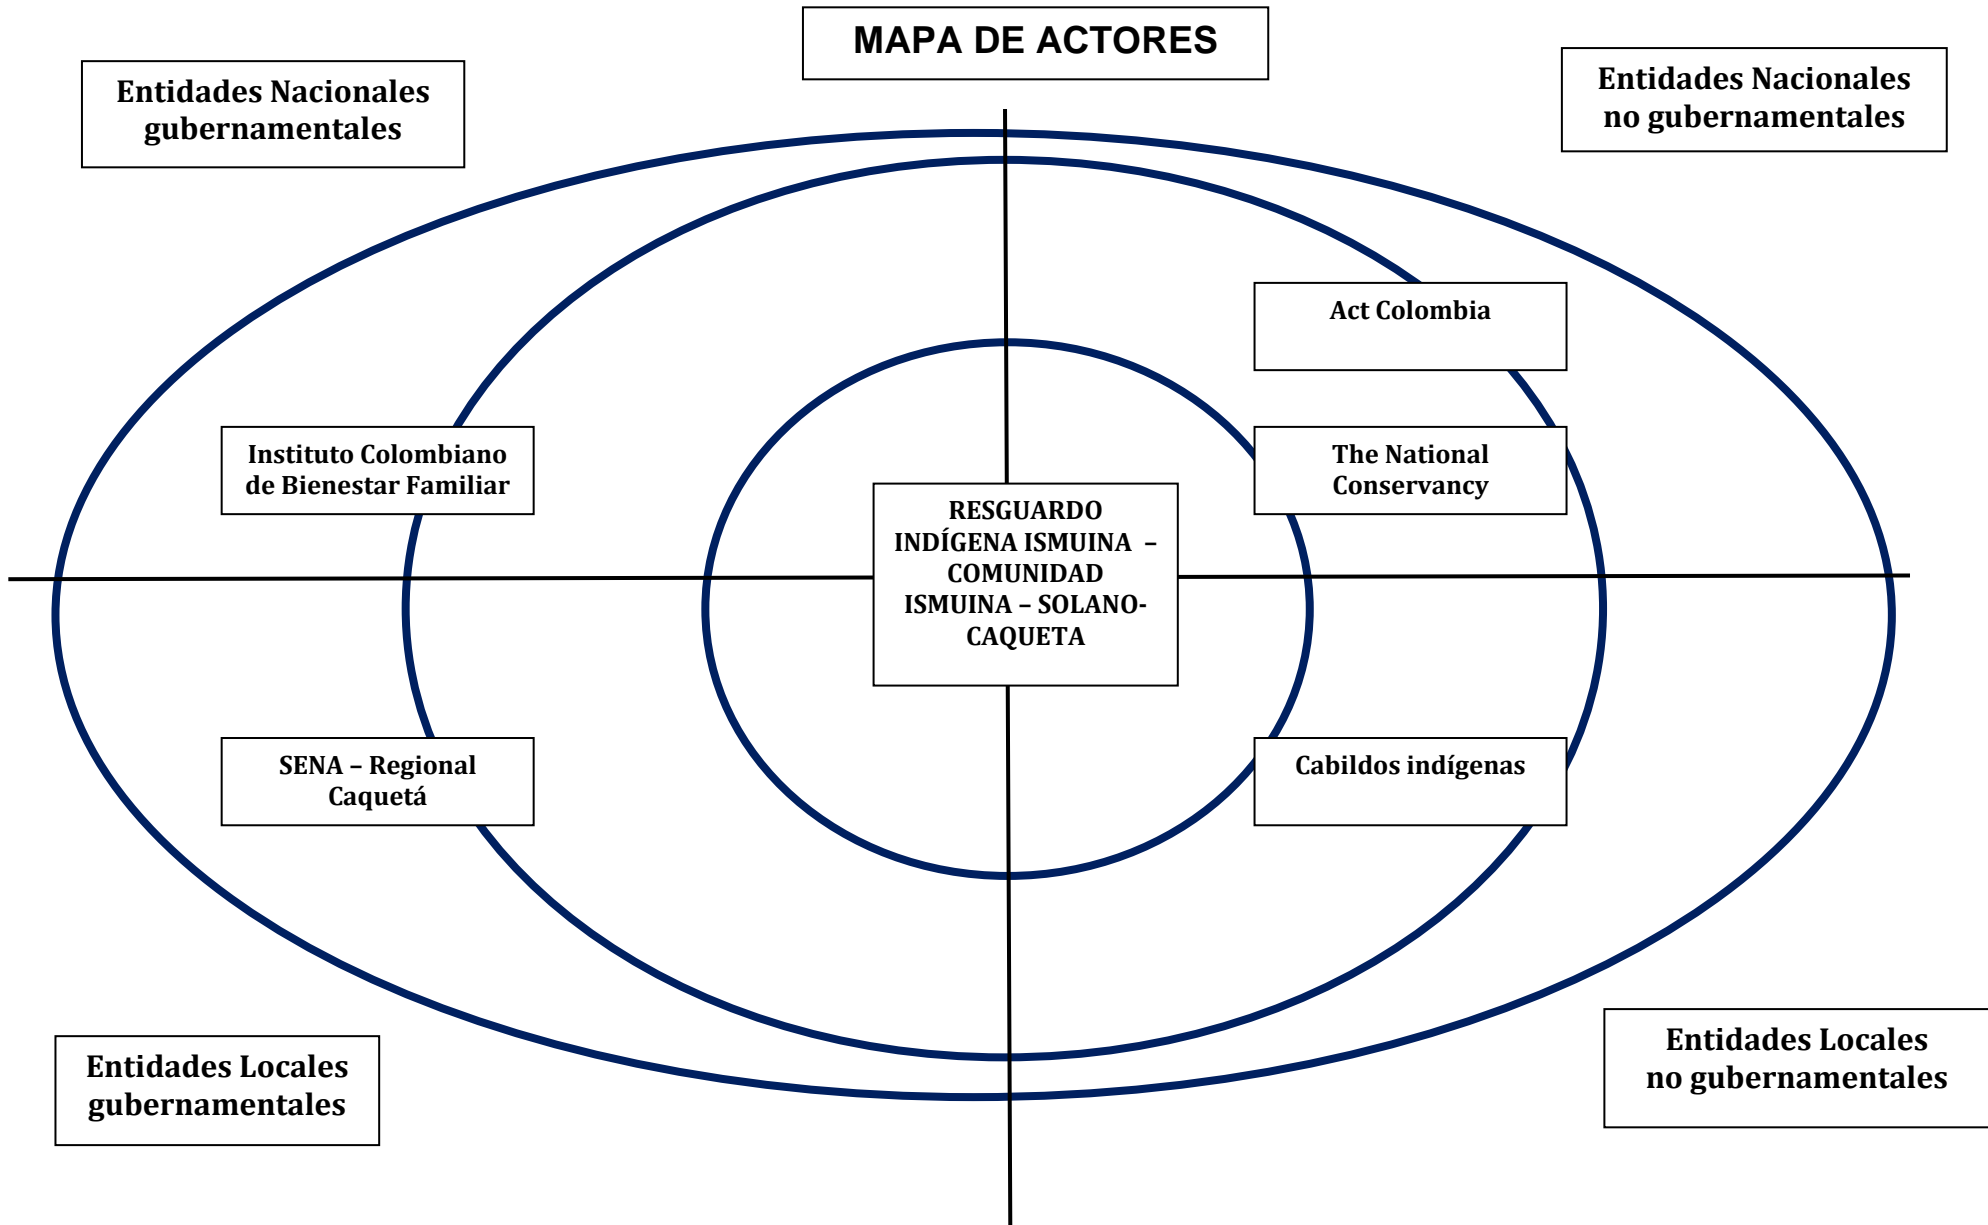 MAPA DE ACTORES
Entidades Nacionales
gubernamentales
Entidades Nacionales
no gubernamentales
Act Colombia
Instituto Colombiano
de Bienestar Familiar
The National
Conservancy
RESGUARDO
INDÍGENA ISMUINA –
COMUNIDAD
ISMUINA – SOLANO-
CAQUETA
SENA – Regional
Caquetá
Cabildos indígenas
Entidades Locales
gubernamentales
Entidades Locales
no gubernamentales